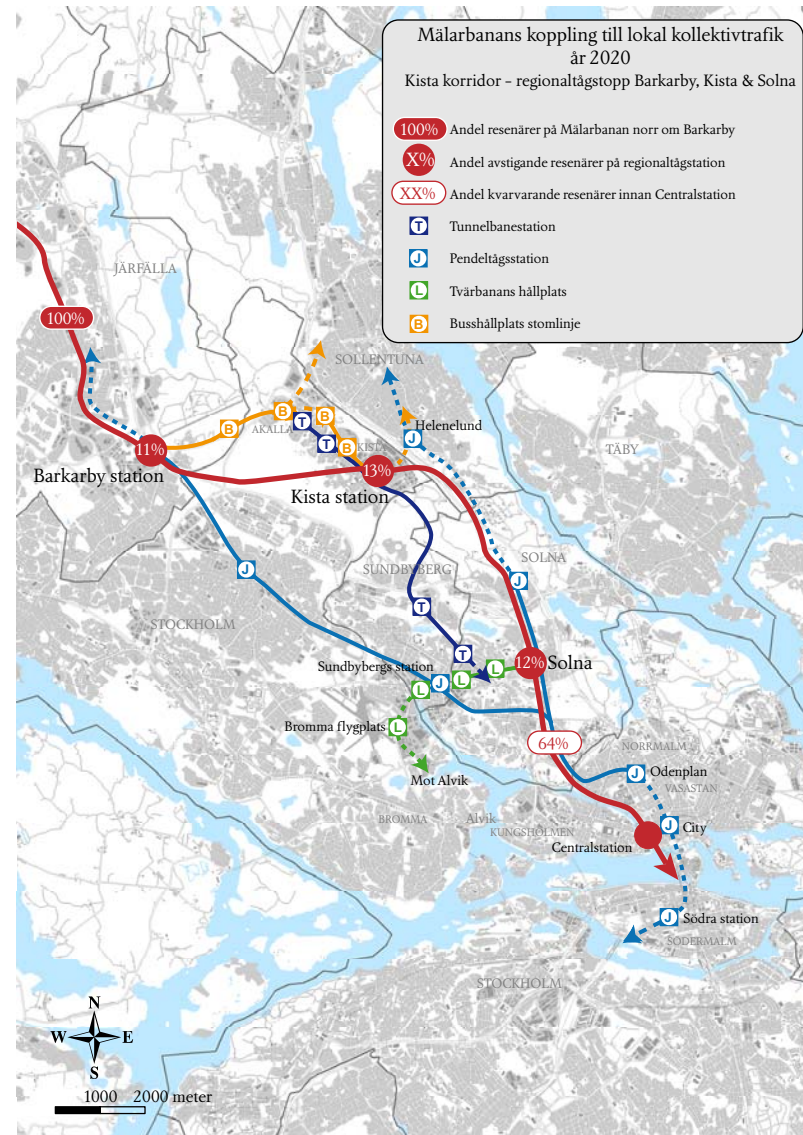 Mälarbanans koppling till lokal kollektivtrafik
år 2020
Kista korridor – regionaltågstopp Barkarby, Kista & Solna
100% Andel resenärer på Mälarbanan norr om Barkarby
X% Andel avstigande resenärer på regionaltågstation
XX% Andel kvarvarande resenärer innan Centralstation
T Tunnelbanestation
J Pendeltågsstation
L Tvärbanans hållplats
B Busshållplats stomlinje
JÄRFÄLLA
100%
SOLLENTUNA
B
B
B
AKALLA
T
Helenelund
J
B
T
B
KISTA
TÄBY
11%
Barkarby station
13%
Kista station
SOLNA
SUNDBYBERG
J
J
STOCKHOLM
T
T
Sundbybergs station
12%
Solna
L
L
J
L
Bromma flygplats
L
64%
NORRMALM
Mot Alvik
J
Odenplan
VASASTAN
BROMMA
Alvik
KUNGSHOLMEN
J
City
Centralstation
J
Södra station
SÖDERMALM
STOCKHOLM
N
W
E
S
1000 2000 meter